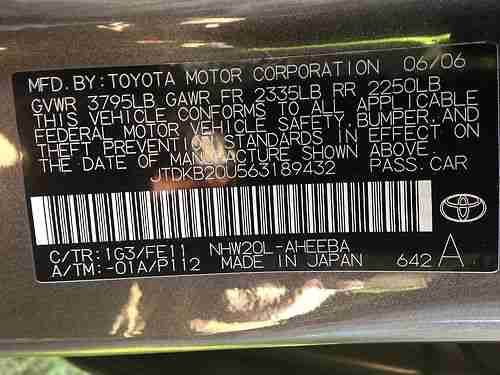 MFD. BY: TOYOTA MOTOR CORPORATION 06/06
GVWR 3795LB GAWR FR 2335LB RR 2250LB
THIS VEHICLE CONFORMS TO ALL APPLICABLE
FEDERAL MOTOR VEHICLE SAFETY, BUMPER, AND
THEFT PREVENTION STANDARDS IN EFFECT ON
THE DATE OF MANUFACTURE SHOWN ABOVE.
JTDKB20U563189432 PASS. CAR
C/TR: 1G3/FE11 NHW20L-AHEEBA
A/TM: -01A/P112 MADE IN JAPAN 642 A
TOYOTA